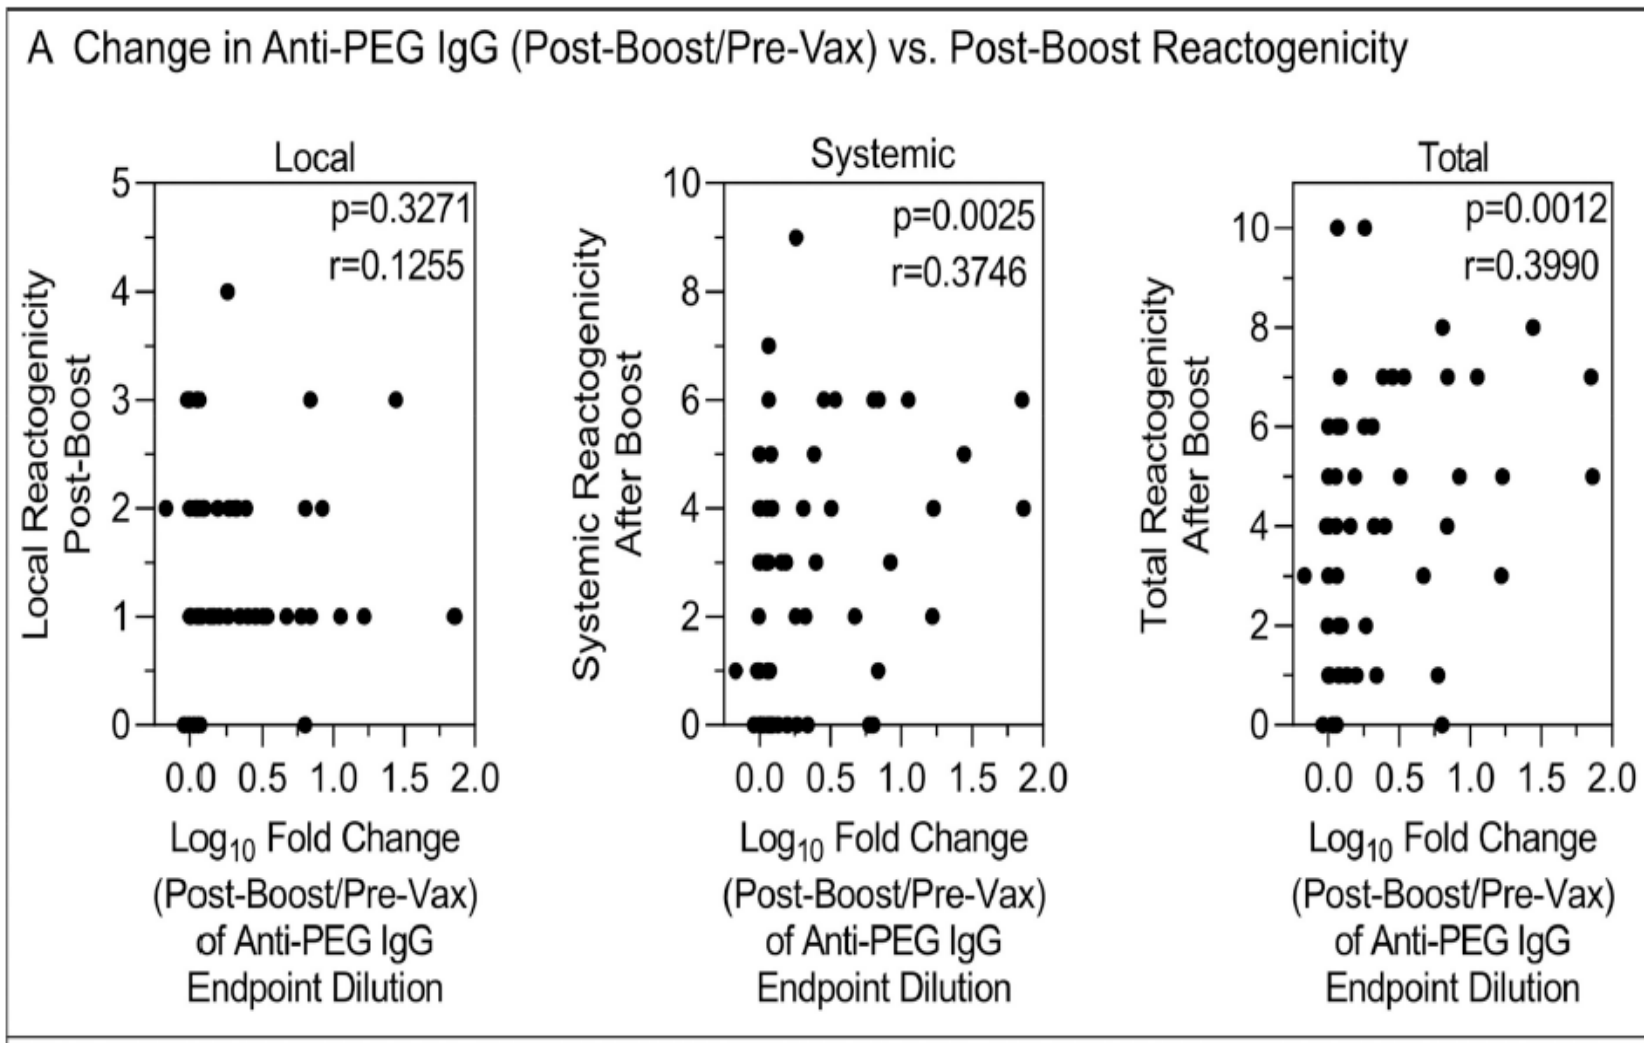 A Change in Anti-PEG IgG (Post-Boost/Pre-Vax) vs. Post-Boost Reactogenicity
Local
p=0.3271
r=0.1255
Local Reactogenicity
Post-Boost
5
4
3
2
1
0
0.0 0.5 1.0 1.5 2.0
Log10 Fold Change
(Post-Boost/Pre-Vax)
of Anti-PEG IgG
Endpoint Dilution
Systemic
p=0.0025
r=0.3746
Systemic Reactogenicity
After Boost
10
8
6
4
2
0
0.0 0.5 1.0 1.5 2.0
Log10 Fold Change
(Post-Boost/Pre-Vax)
of Anti-PEG IgG
Endpoint Dilution
Total
p=0.0012
r=0.3990
Total Reactogenicity
After Boost
10
8
6
4
2
0
0.0 0.5 1.0 1.5 2.0
Log10 Fold Change
(Post-Boost/Pre-Vax)
of Anti-PEG IgG
Endpoint Dilution